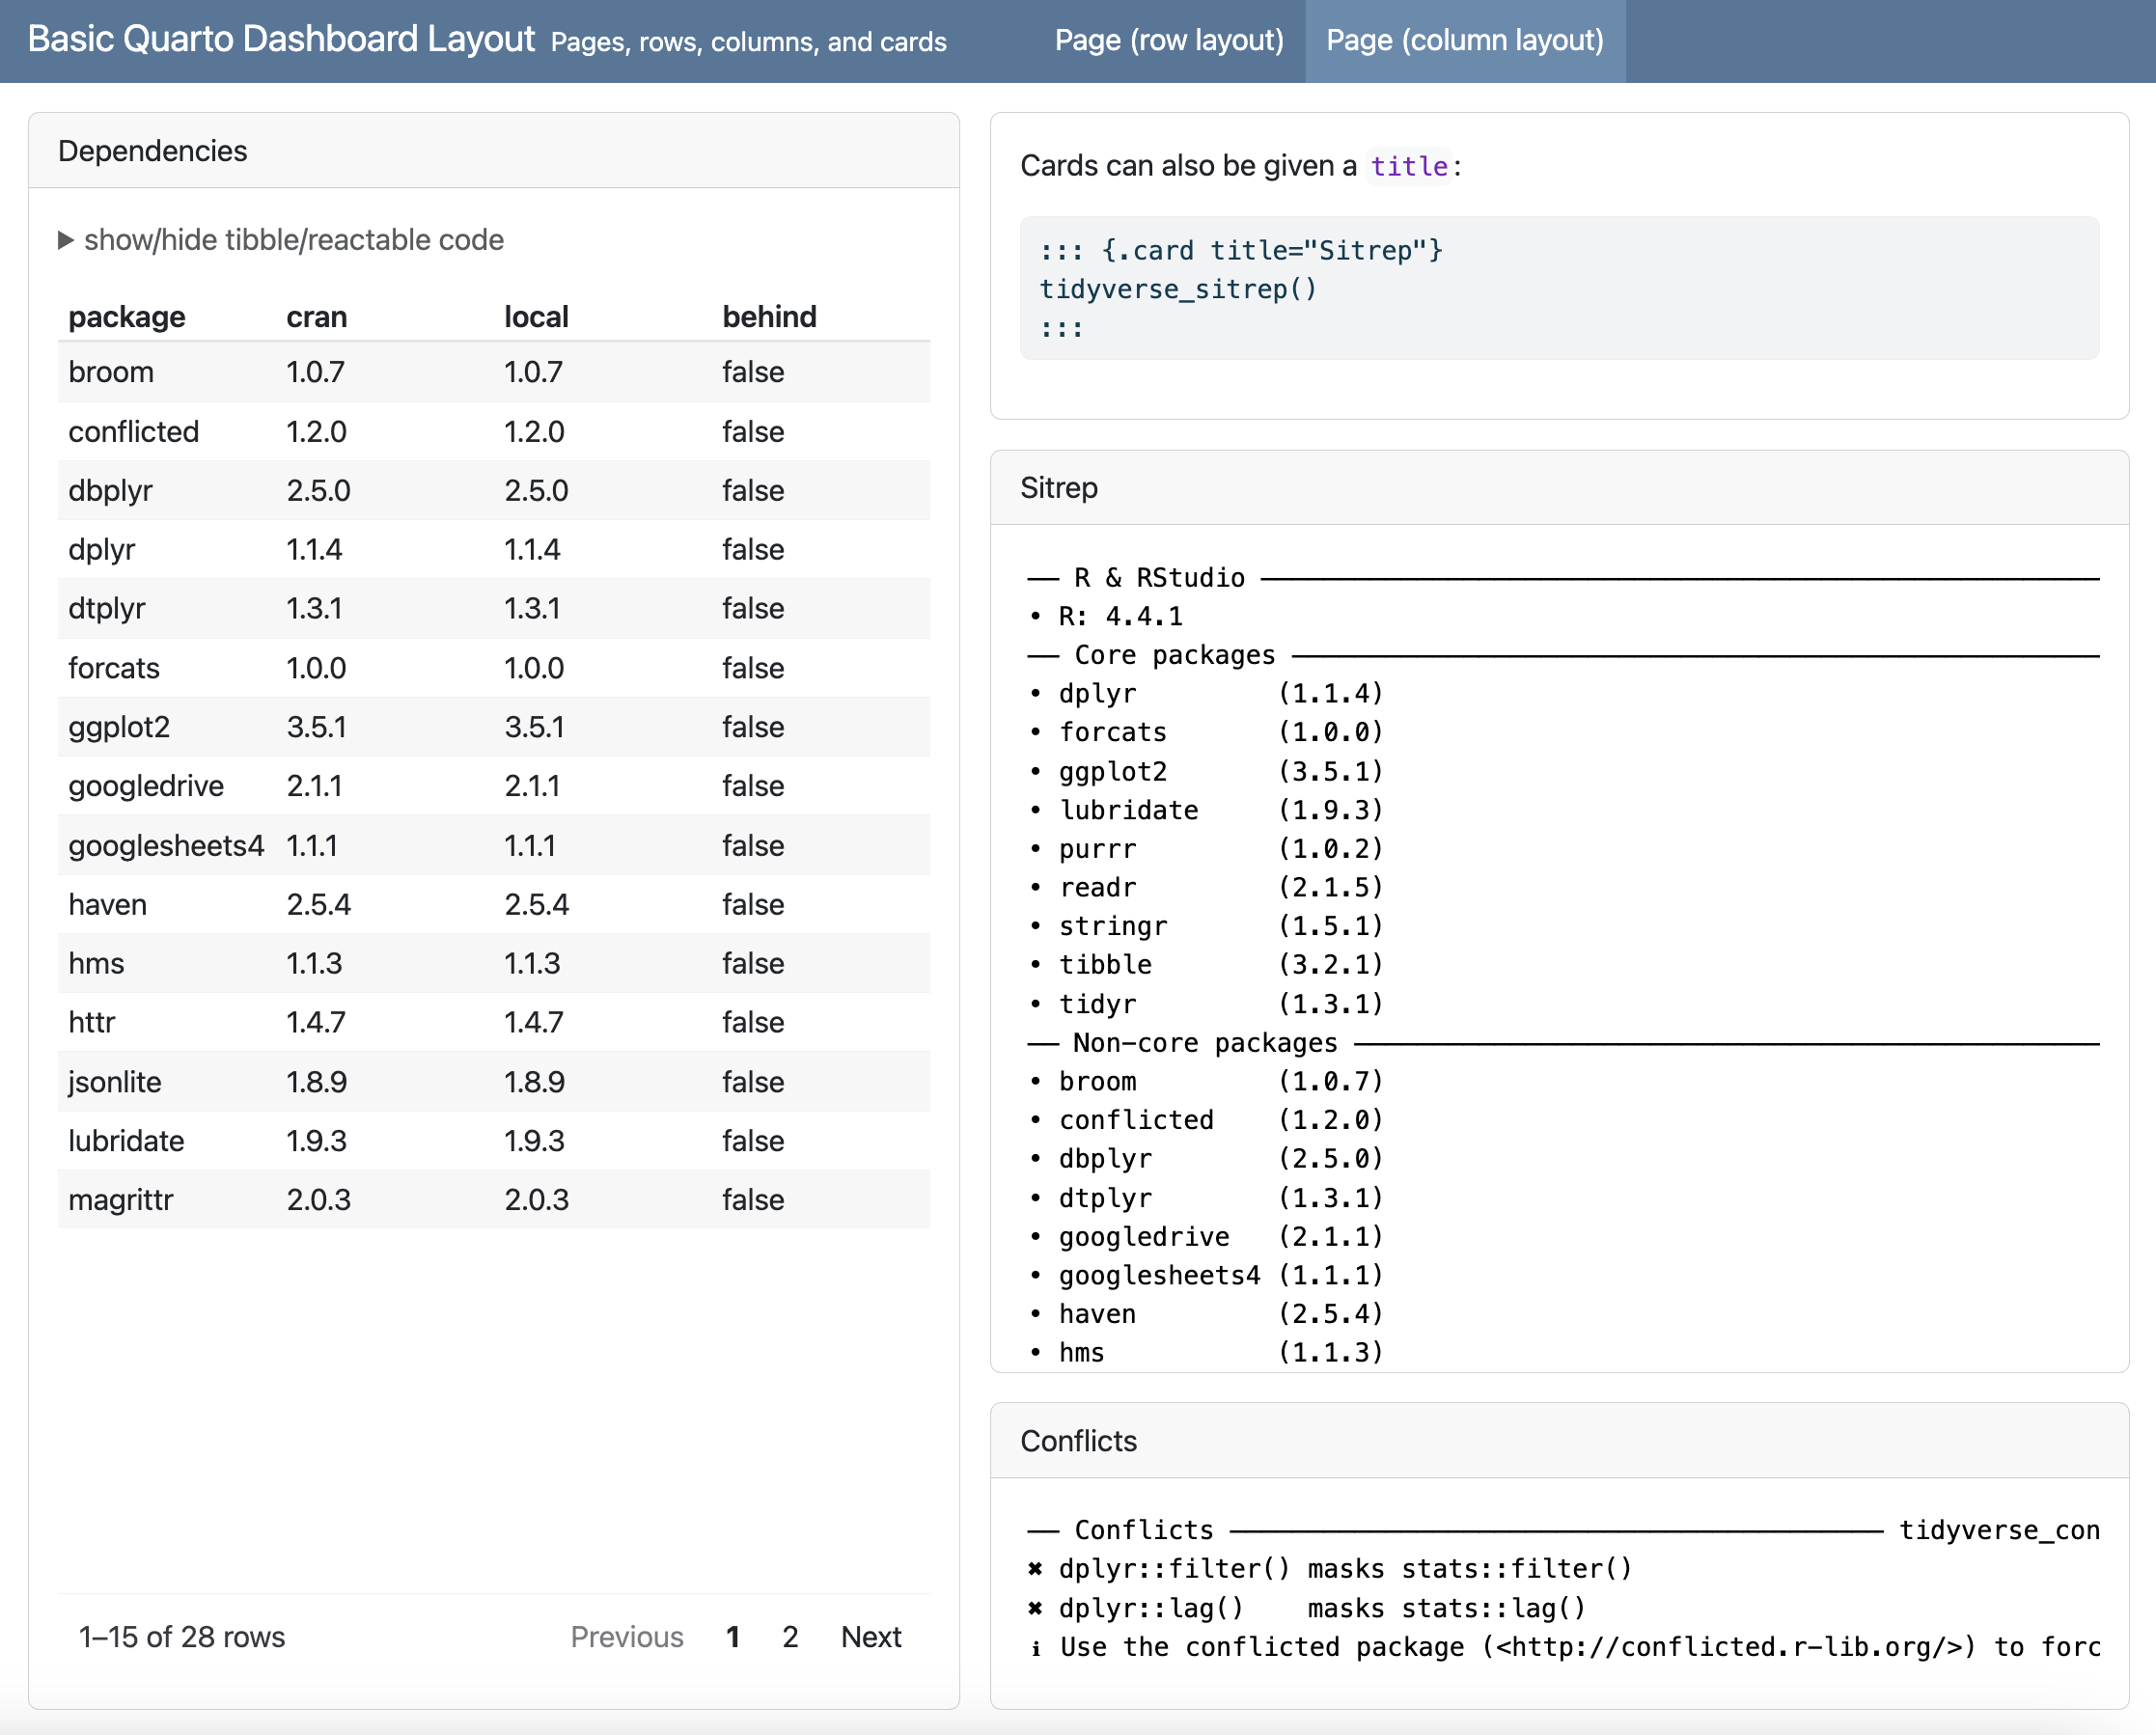 Basic Quarto Dashboard Layout Pages, rows, columns, and cards Page (row layout) Page (column layout)
Dependencies
▶ show/hide tibble/reactable code
package cran local behind
broom 1.0.7 1.0.7 false
conflicted 1.2.0 1.2.0 false
dbplyr 2.5.0 2.5.0 false
dplyr 1.1.4 1.1.4 false
dtplyr 1.3.1 1.3.1 false
forcats 1.0.0 1.0.0 false
ggplot2 3.5.1 3.5.1 false
googledrive 2.1.1 2.1.1 false
googlesheets4 1.1.1 1.1.1 false
haven 2.5.4 2.5.4 false
hms 1.1.3 1.1.3 false
httr 1.4.7 1.4.7 false
jsonlite 1.8.9 1.8.9 false
lubridate 1.9.3 1.9.3 false
magrittr 2.0.3 2.0.3 false
1–15 of 28 rows Previous 1 2 Next
Cards can also be given a title:
::: {.card title="Sitrep"}
tidyverse_sitrep()
:::
Sitrep
── R & RStudio ──────────
• R: 4.4.1
── Core packages ──────────
• dplyr (1.1.4)
• forcats (1.0.0)
• ggplot2 (3.5.1)
• lubridate (1.9.3)
• purrr (1.0.2)
• readr (2.1.5)
• stringr (1.5.1)
• tibble (3.2.1)
• tidyr (1.3.1)
── Non-core packages ──────────
• broom (1.0.7)
• conflicted (1.2.0)
• dbplyr (2.5.0)
• dtplyr (1.3.1)
• googledrive (2.1.1)
• googlesheets4 (1.1.1)
• haven (2.5.4)
• hms (1.1.3)
Conflicts
── Conflicts ────────── tidyverse_con
✖ dplyr::filter() masks stats::filter()
✖ dplyr::lag() masks stats::lag()
ℹ Use the conflicted package (<http://conflicted.r-lib.org/>) to forc